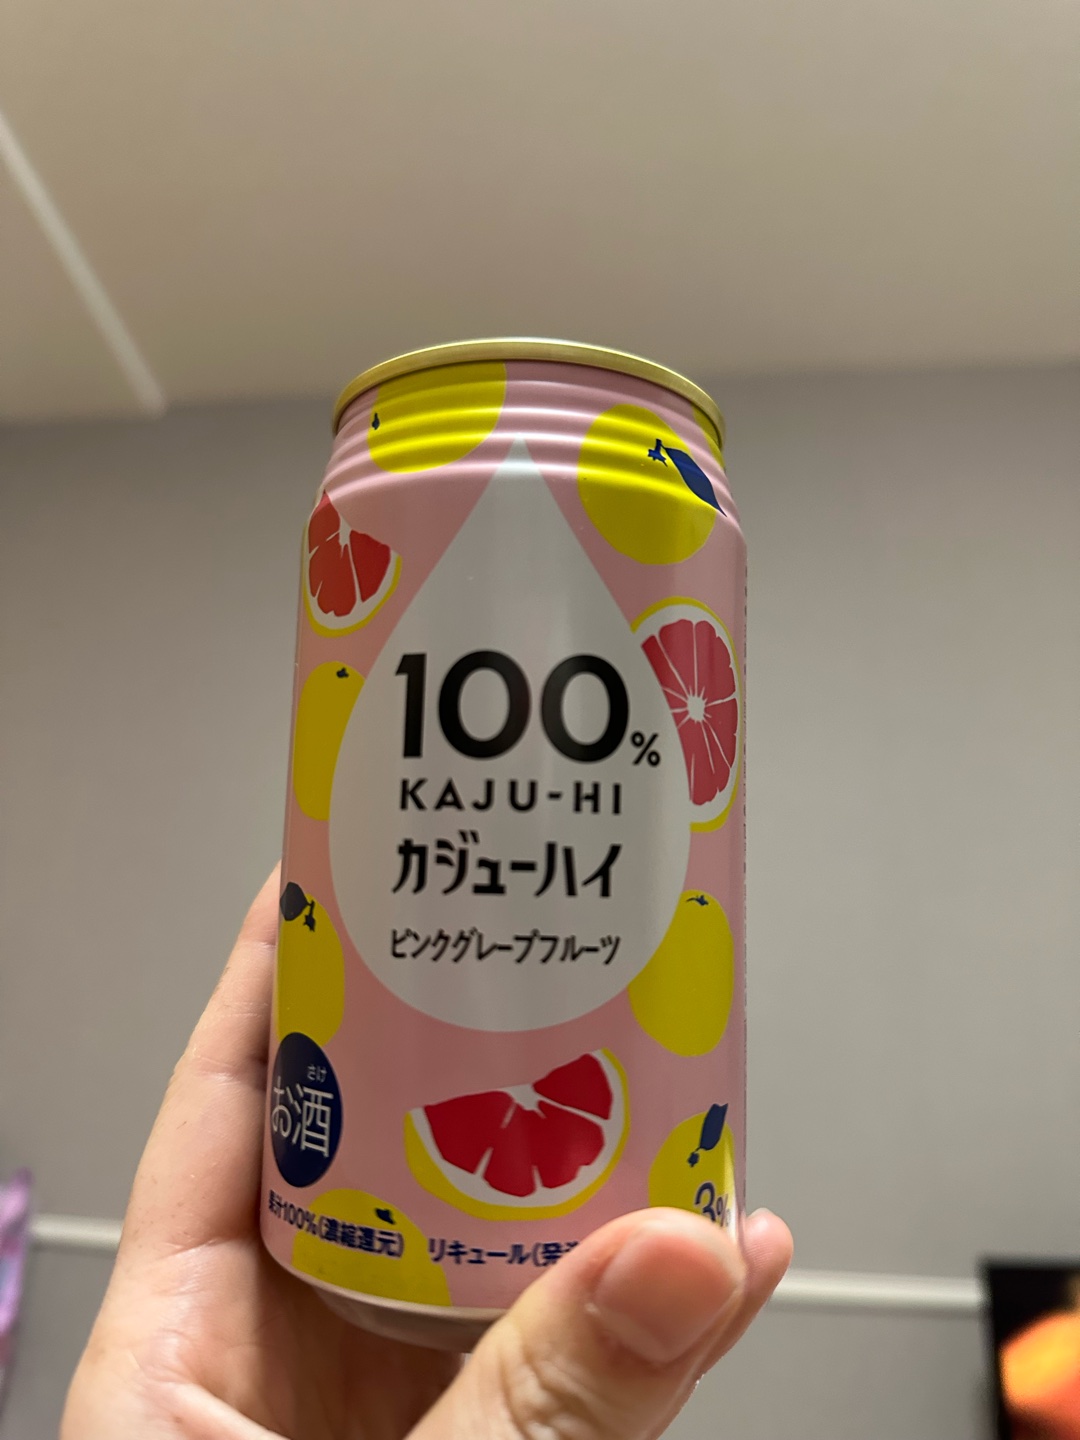 100%
KAJU-HI
カジューハイ
ピンクグレープフルーツ
さけ
お酒
3%
果汁100%(濃縮還元)
リキュール(発